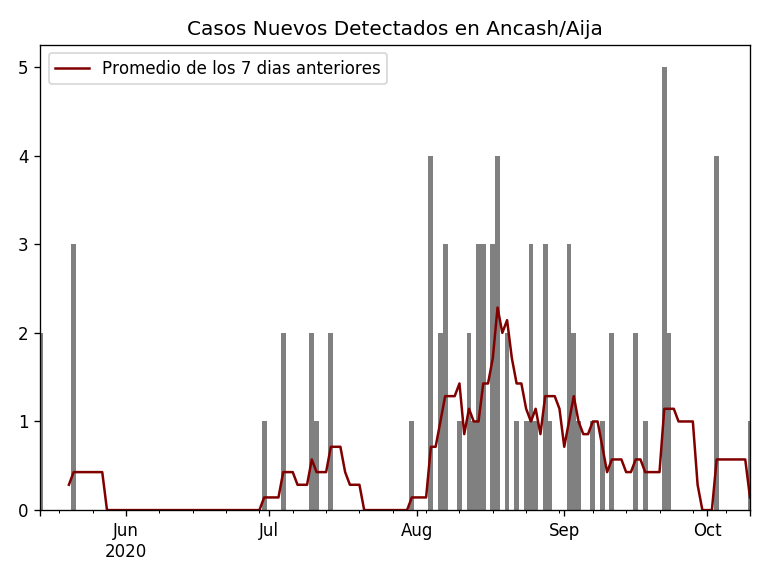 Casos Nuevos Detectados en Ancash/Aija
Promedio de los 7 dias anteriores
5
4
3
2
1
0
Jun
2020
Jul
Aug
Sep
Oct